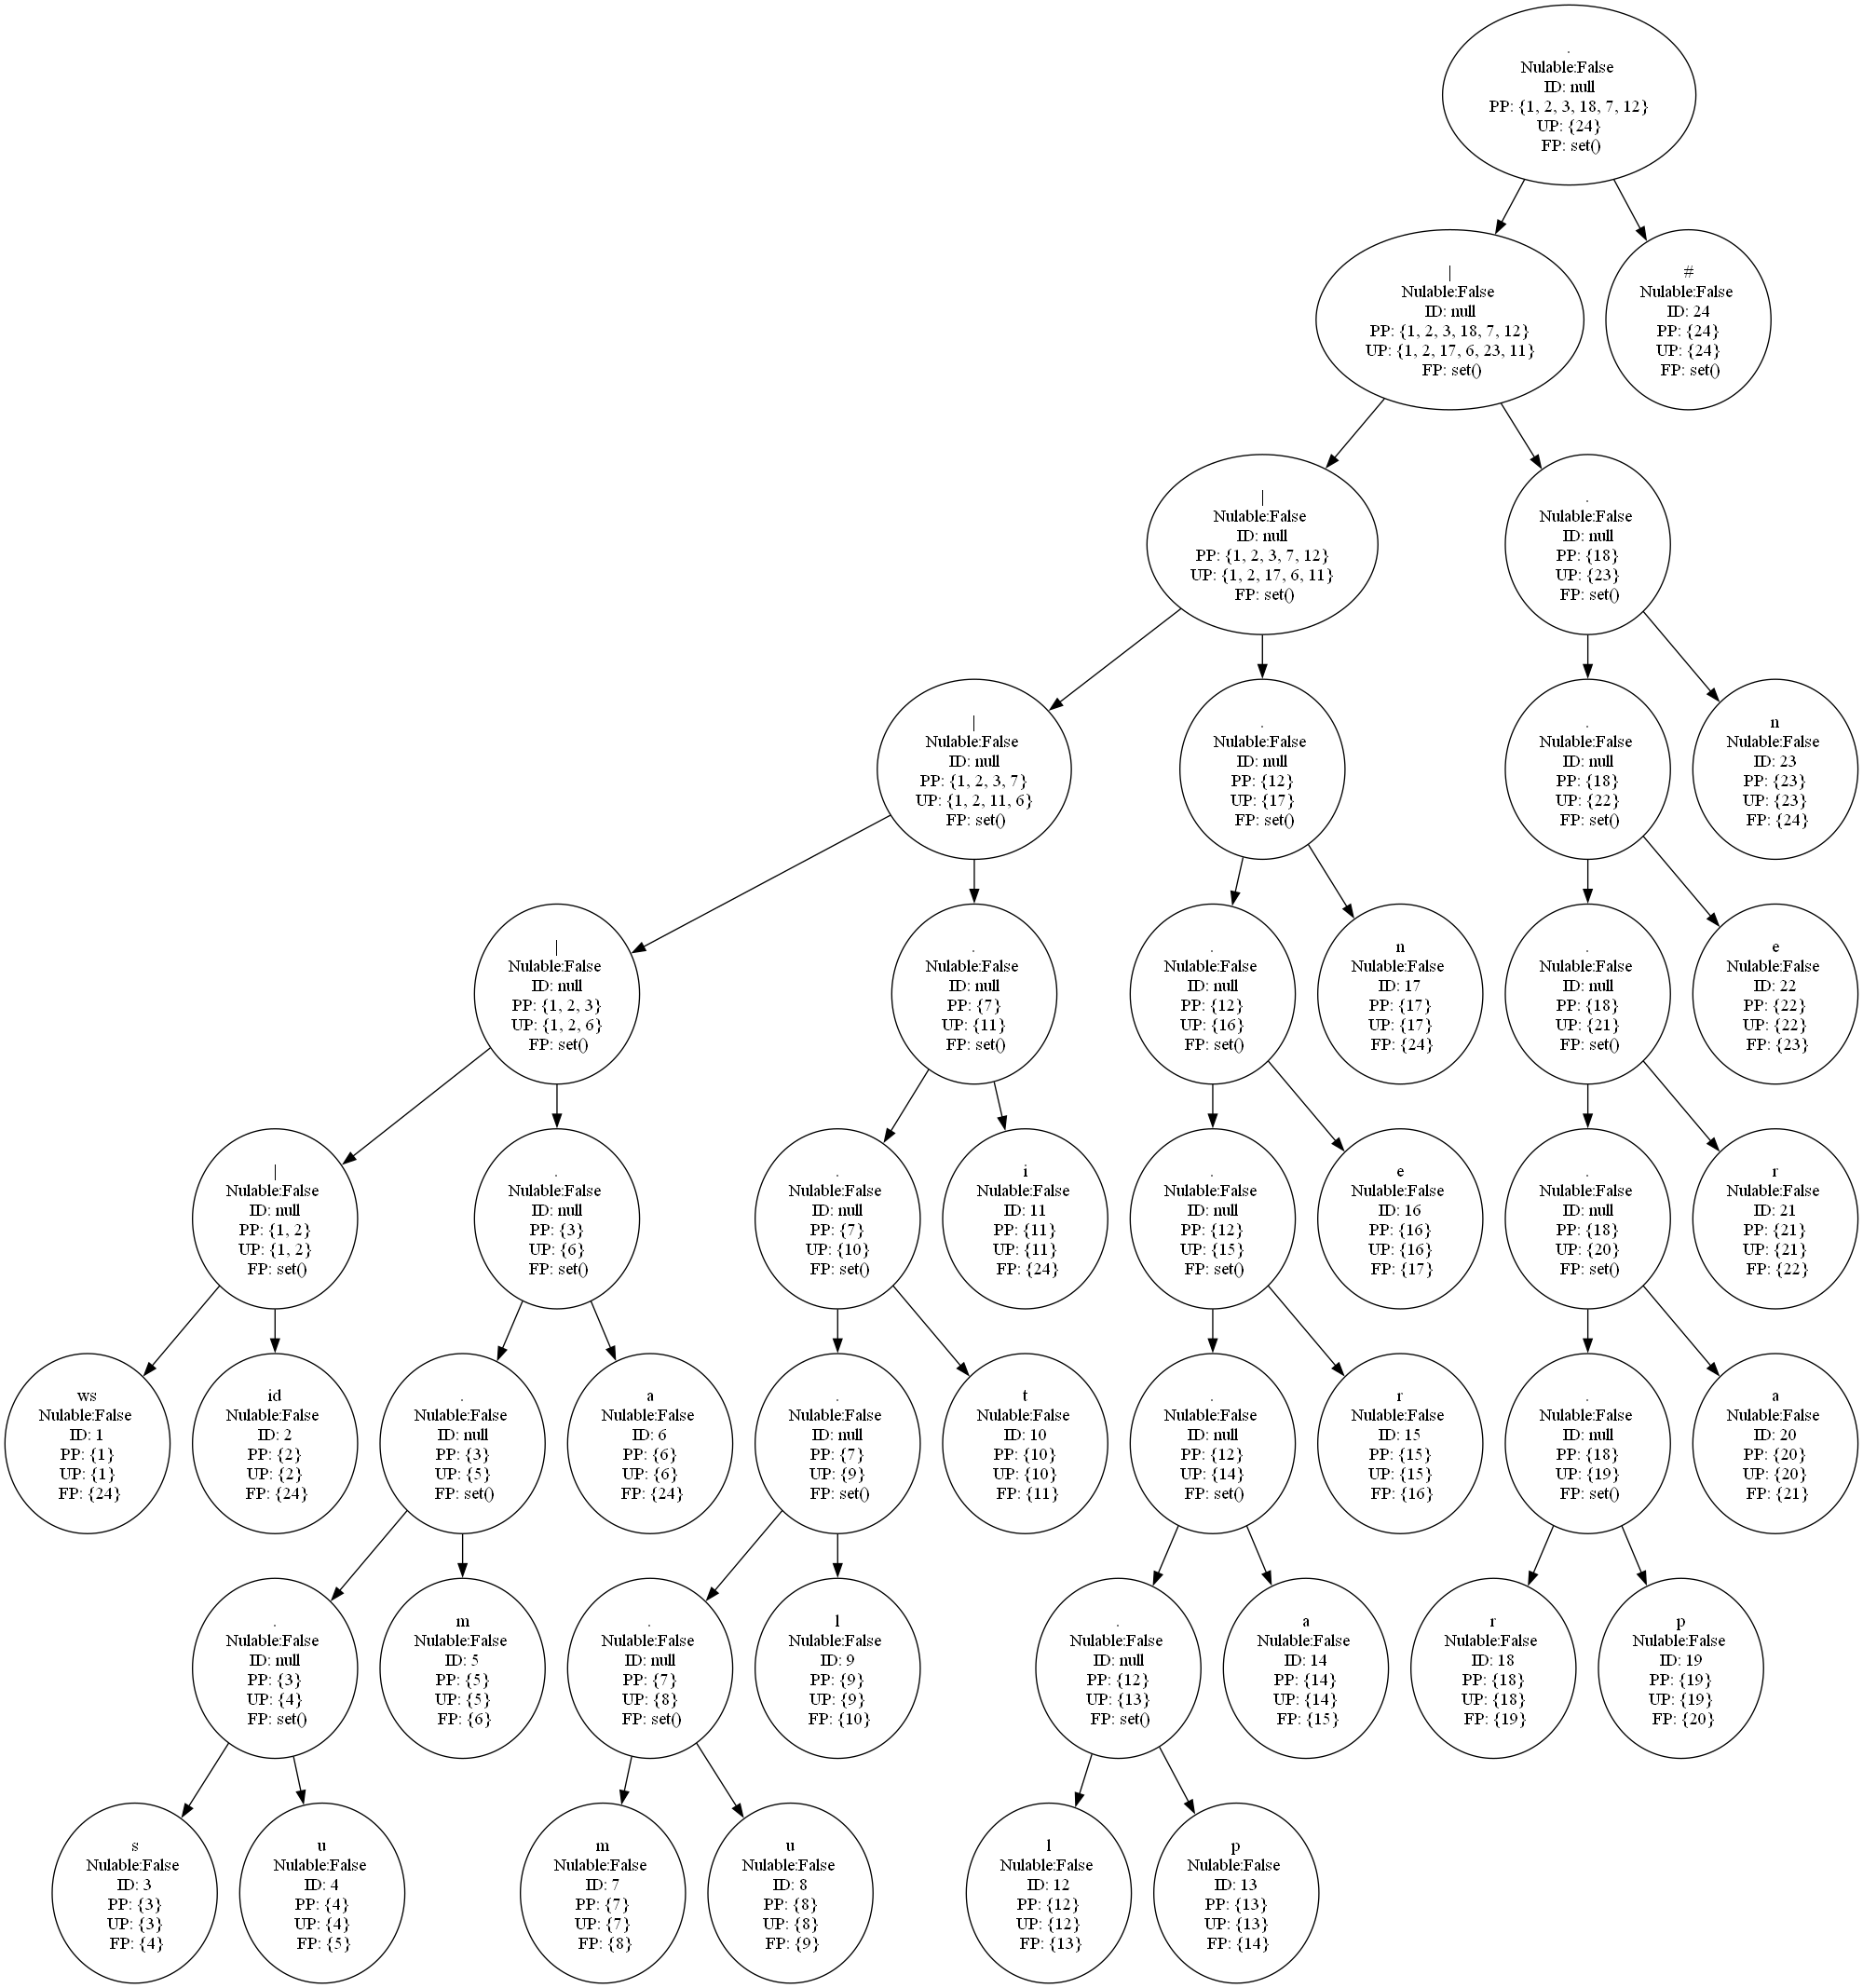 .
Nulable:False
ID: null
PP: {1, 2, 3, 18, 7, 12}
UP: {24}
FP: set()
|
Nulable:False
ID: null
PP: {1, 2, 3, 18, 7, 12}
UP: {1, 2, 17, 6, 23, 11}
FP: set()
#
Nulable:False
ID: 24
PP: {24}
UP: {24}
FP: set()
|
Nulable:False
ID: null
PP: {1, 2, 3, 7, 12}
UP: {1, 2, 17, 6, 11}
FP: set()
.
Nulable:False
ID: null
PP: {18}
UP: {23}
FP: set()
|
Nulable:False
ID: null
PP: {1, 2, 3, 7}
UP: {1, 2, 11, 6}
FP: set()
.
Nulable:False
ID: null
PP: {12}
UP: {17}
FP: set()
.
Nulable:False
ID: null
PP: {18}
UP: {22}
FP: set()
n
Nulable:False
ID: 23
PP: {23}
UP: {23}
FP: {24}
|
Nulable:False
ID: null
PP: {1, 2, 3}
UP: {1, 2, 6}
FP: set()
.
Nulable:False
ID: null
PP: {7}
UP: {11}
FP: set()
.
Nulable:False
ID: null
PP: {12}
UP: {16}
FP: set()
n
Nulable:False
ID: 17
PP: {17}
UP: {17}
FP: {24}
.
Nulable:False
ID: null
PP: {18}
UP: {21}
FP: set()
e
Nulable:False
ID: 22
PP: {22}
UP: {22}
FP: {23}
|
Nulable:False
ID: null
PP: {1, 2}
UP: {1, 2}
FP: set()
.
Nulable:False
ID: null
PP: {3}
UP: {6}
FP: set()
.
Nulable:False
ID: null
PP: {7}
UP: {10}
FP: set()
i
Nulable:False
ID: 11
PP: {11}
UP: {11}
FP: {24}
.
Nulable:False
ID: null
PP: {12}
UP: {15}
FP: set()
e
Nulable:False
ID: 16
PP: {16}
UP: {16}
FP: {17}
.
Nulable:False
ID: null
PP: {18}
UP: {20}
FP: set()
r
Nulable:False
ID: 21
PP: {21}
UP: {21}
FP: {22}
ws
Nulable:False
ID: 1
PP: {1}
UP: {1}
FP: {24}
id
Nulable:False
ID: 2
PP: {2}
UP: {2}
FP: {24}
.
Nulable:False
ID: null
PP: {3}
UP: {5}
FP: set()
a
Nulable:False
ID: 6
PP: {6}
UP: {6}
FP: {24}
.
Nulable:False
ID: null
PP: {7}
UP: {9}
FP: set()
t
Nulable:False
ID: 10
PP: {10}
UP: {10}
FP: {11}
.
Nulable:False
ID: null
PP: {12}
UP: {14}
FP: set()
r
Nulable:False
ID: 15
PP: {15}
UP: {15}
FP: {16}
.
Nulable:False
ID: null
PP: {18}
UP: {19}
FP: set()
a
Nulable:False
ID: 20
PP: {20}
UP: {20}
FP: {21}
.
Nulable:False
ID: null
PP: {3}
UP: {4}
FP: set()
m
Nulable:False
ID: 5
PP: {5}
UP: {5}
FP: {6}
.
Nulable:False
ID: null
PP: {7}
UP: {8}
FP: set()
l
Nulable:False
ID: 9
PP: {9}
UP: {9}
FP: {10}
.
Nulable:False
ID: null
PP: {12}
UP: {13}
FP: set()
a
Nulable:False
ID: 14
PP: {14}
UP: {14}
FP: {15}
r
Nulable:False
ID: 18
PP: {18}
UP: {18}
FP: {19}
p
Nulable:False
ID: 19
PP: {19}
UP: {19}
FP: {20}
s
Nulable:False
ID: 3
PP: {3}
UP: {3}
FP: {4}
u
Nulable:False
ID: 4
PP: {4}
UP: {4}
FP: {5}
m
Nulable:False
ID: 7
PP: {7}
UP: {7}
FP: {8}
u
Nulable:False
ID: 8
PP: {8}
UP: {8}
FP: {9}
l
Nulable:False
ID: 12
PP: {12}
UP: {12}
FP: {13}
p
Nulable:False
ID: 13
PP: {13}
UP: {13}
FP: {14}